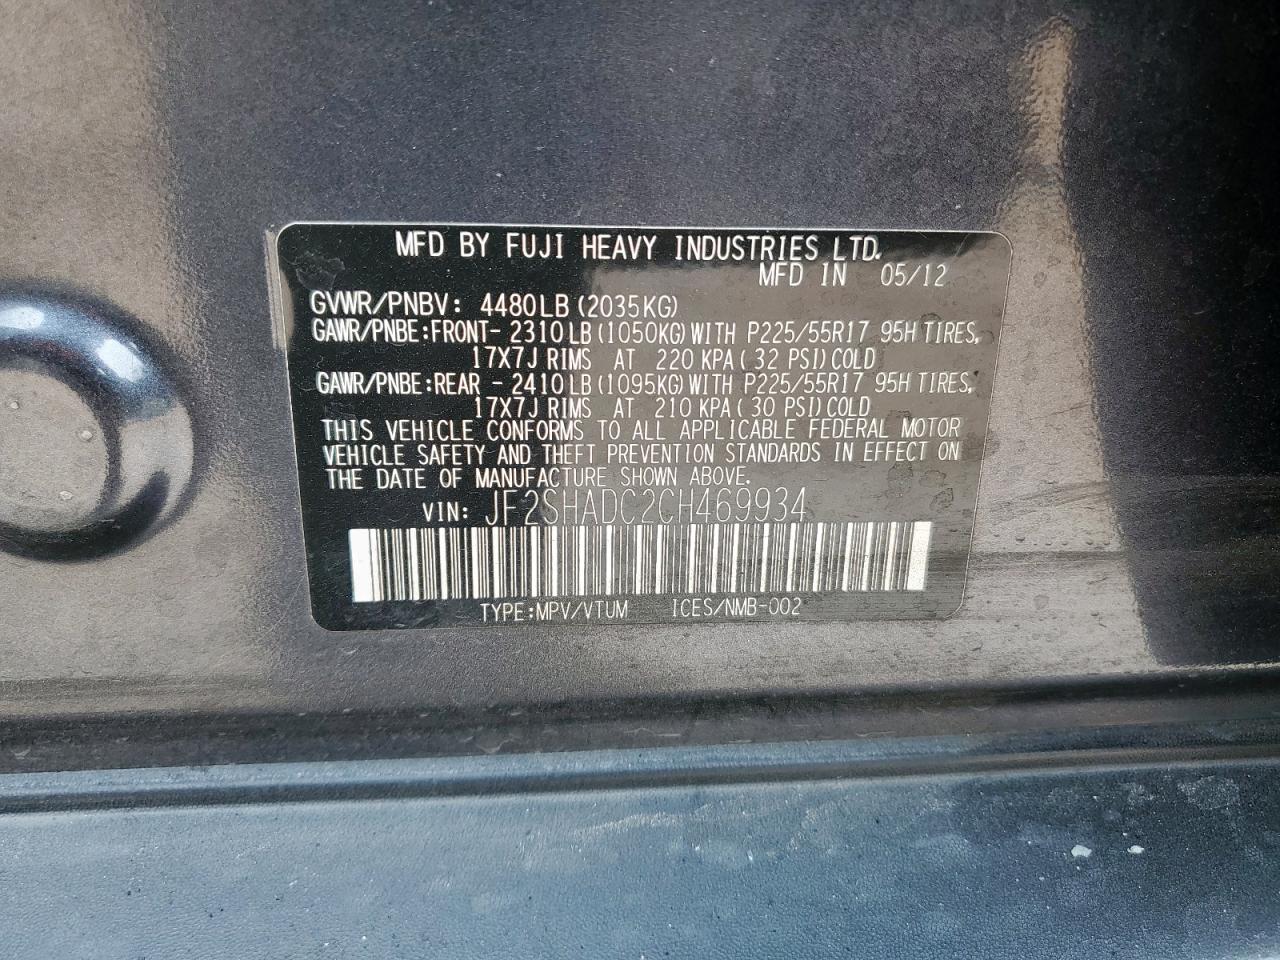 MFD BY FUJI HEAVY INDUSTRIES LTD.
MFD IN 05/12
GVWR/PNBV: 4480LB (2035KG)
GAWR/PNBE:FRONT- 2310LB (1050KG) WITH P225/55R17 95H TIRES,
17X7J RIMS AT 220 KPA ( 32 PSI) COLD
GAWR/PNBE:REAR - 2410LB (1095KG) WITH P225/55R17 95H TIRES,
17X7J RIMS AT 210 KPA ( 30 PSI) COLD
THIS VEHICLE CONFORMS TO ALL APPLICABLE FEDERAL MOTOR
VEHICLE SAFETY AND THEFT PREVENTION STANDARDS IN EFFECT ON
THE DATE OF MANUFACTURE SHOWN ABOVE.
VIN: JF2SHADC2CH469934
TYPE:MPV/VTUM ICES/NMB-002